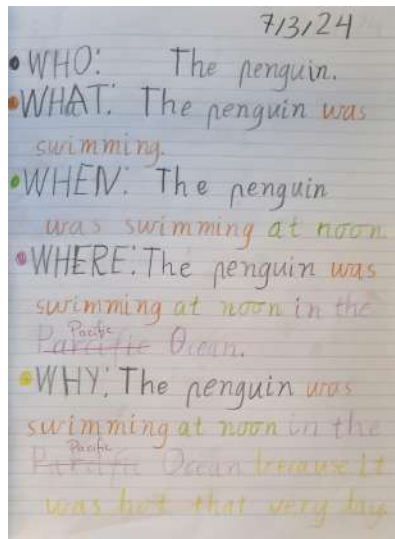 7/3/24
WHO: The penguin.
WHAT: The penguin was
swimming.
WHEN: The penguin
was swimming at noon
WHERE: The penguin was
swimming at noon in the
Parcific Pacific Ocean.
WHY: The penguin was
swimming at noon in the
Parcific Pacific Ocean because it
was hot that very day